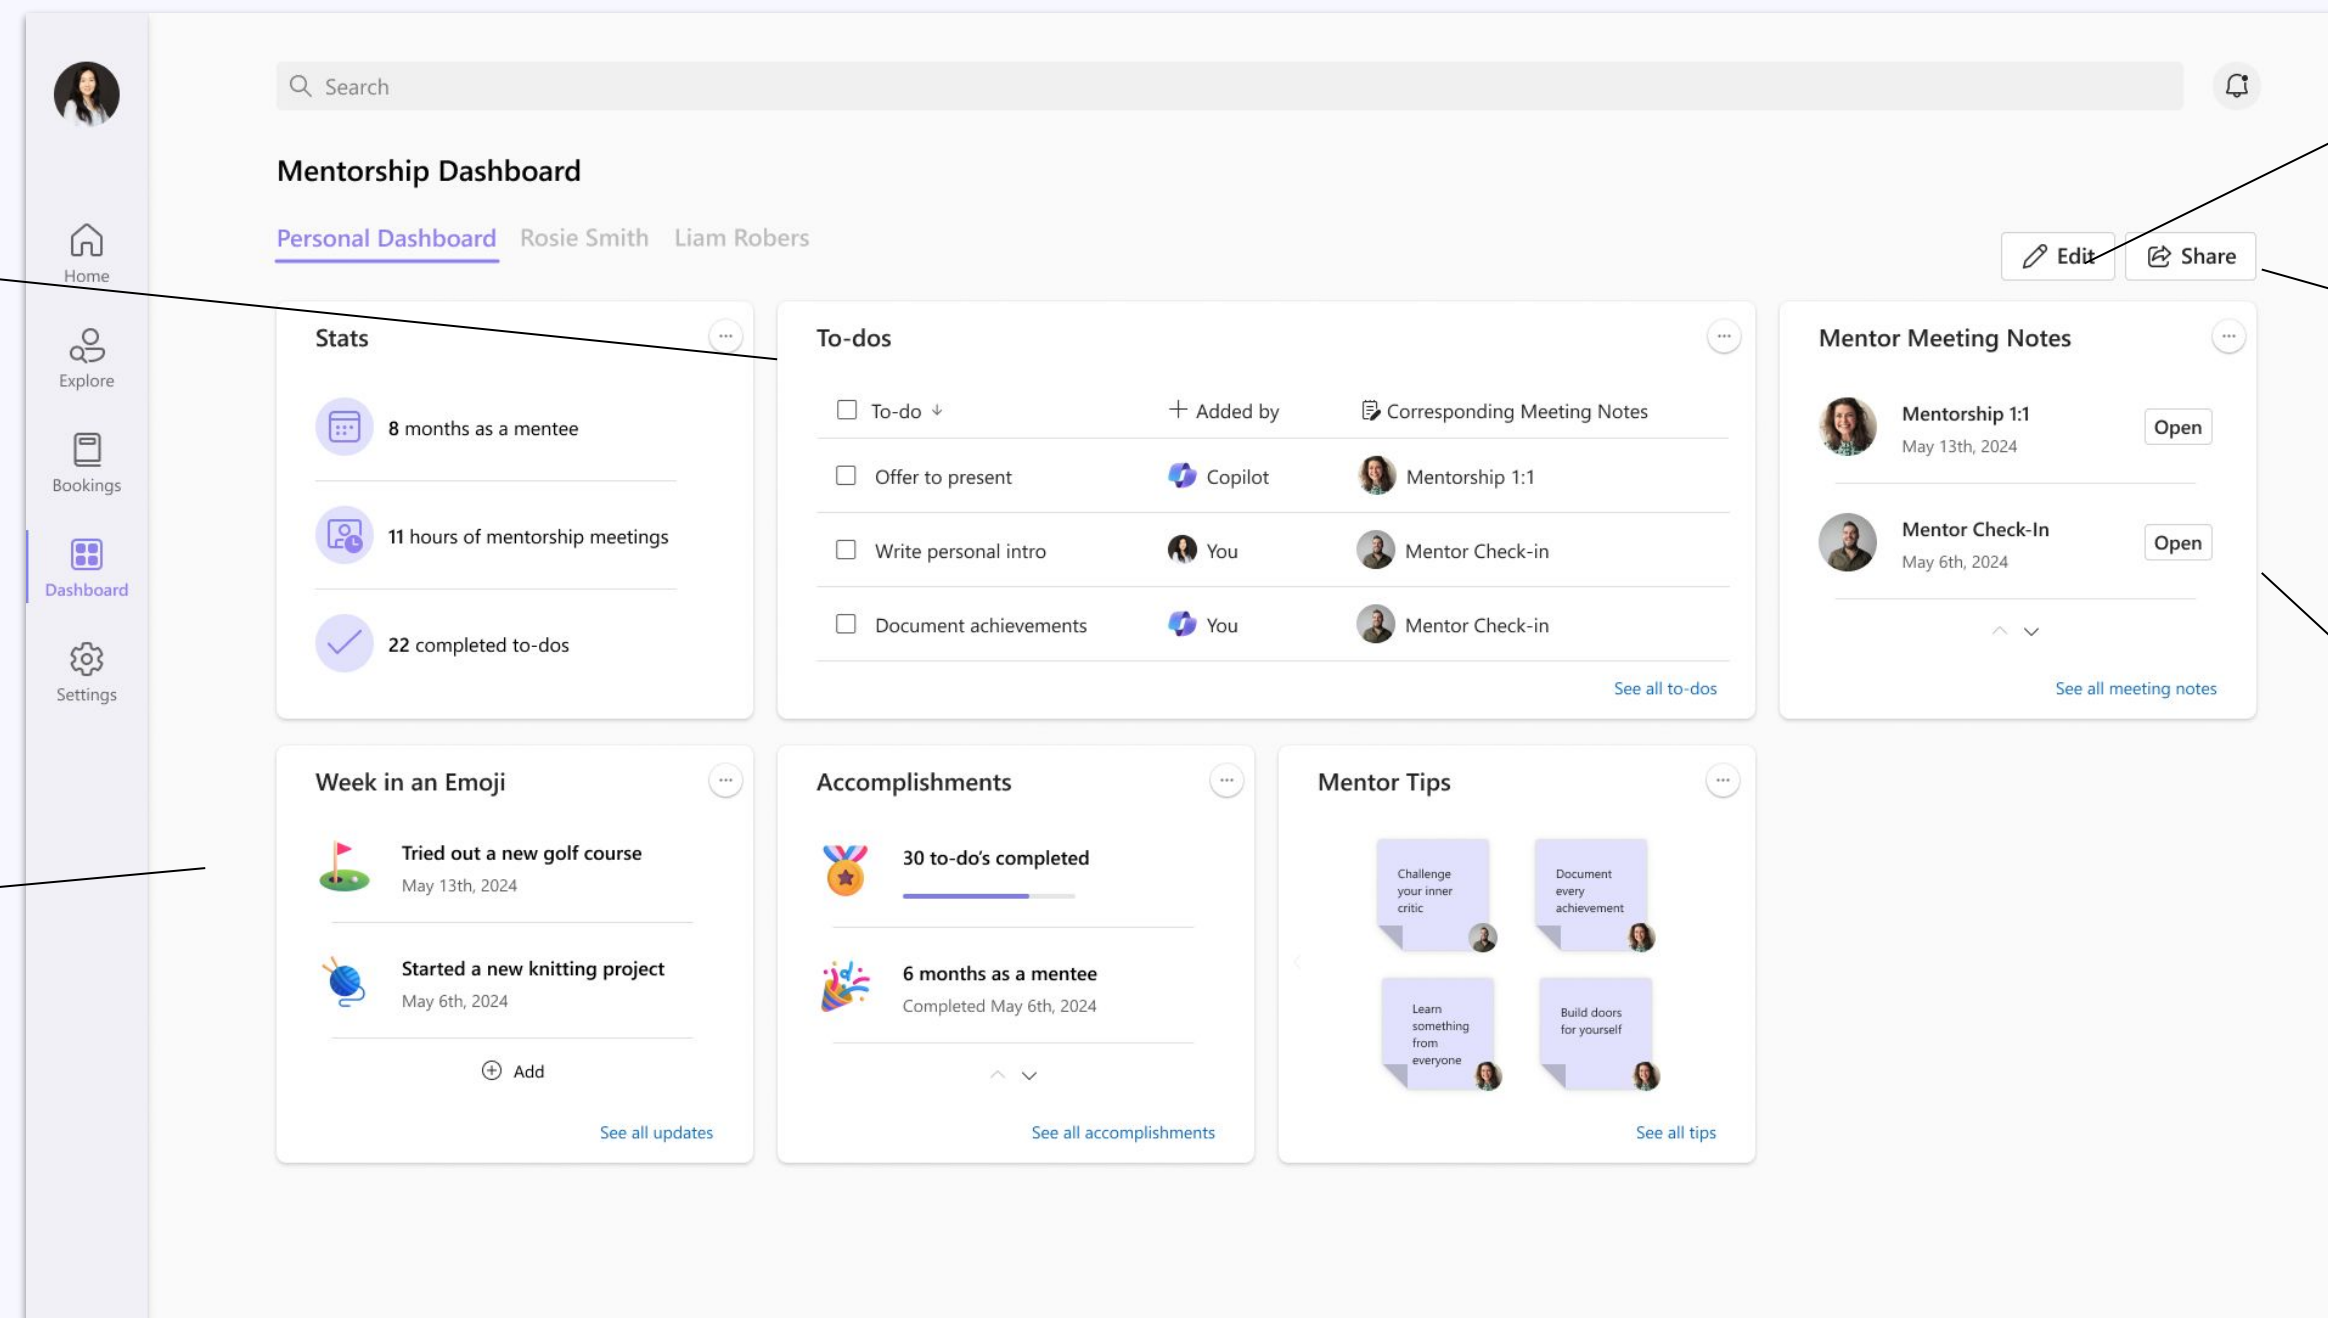 Search
Mentorship Dashboard
Personal Dashboard Rosie Smith Liam Robers
Edit Share
Home
Explore
Bookings
Dashboard
Settings
Stats
8 months as a mentee
11 hours of mentorship meetings
22 completed to-dos
To-dos
To-do Added by Corresponding Meeting Notes
Offer to present Copilot Mentorship 1:1
Write personal intro You Mentor Check-in
Document achievements You Mentor Check-in
See all to-dos
Mentor Meeting Notes
Mentorship 1:1
May 13th, 2024
Open
Mentor Check-In
May 6th, 2024
Open
See all meeting notes
Week in an Emoji
Tried out a new golf course
May 13th, 2024
Started a new knitting project
May 6th, 2024
Add
See all updates
Accomplishments
30 to-do's completed
6 months as a mentee
Completed May 6th, 2024
See all accomplishments
Mentor Tips
Challenge
your inner
critic
Document
every
achievement
Learn
something
from
everyone
Build doors
for yourself
See all tips